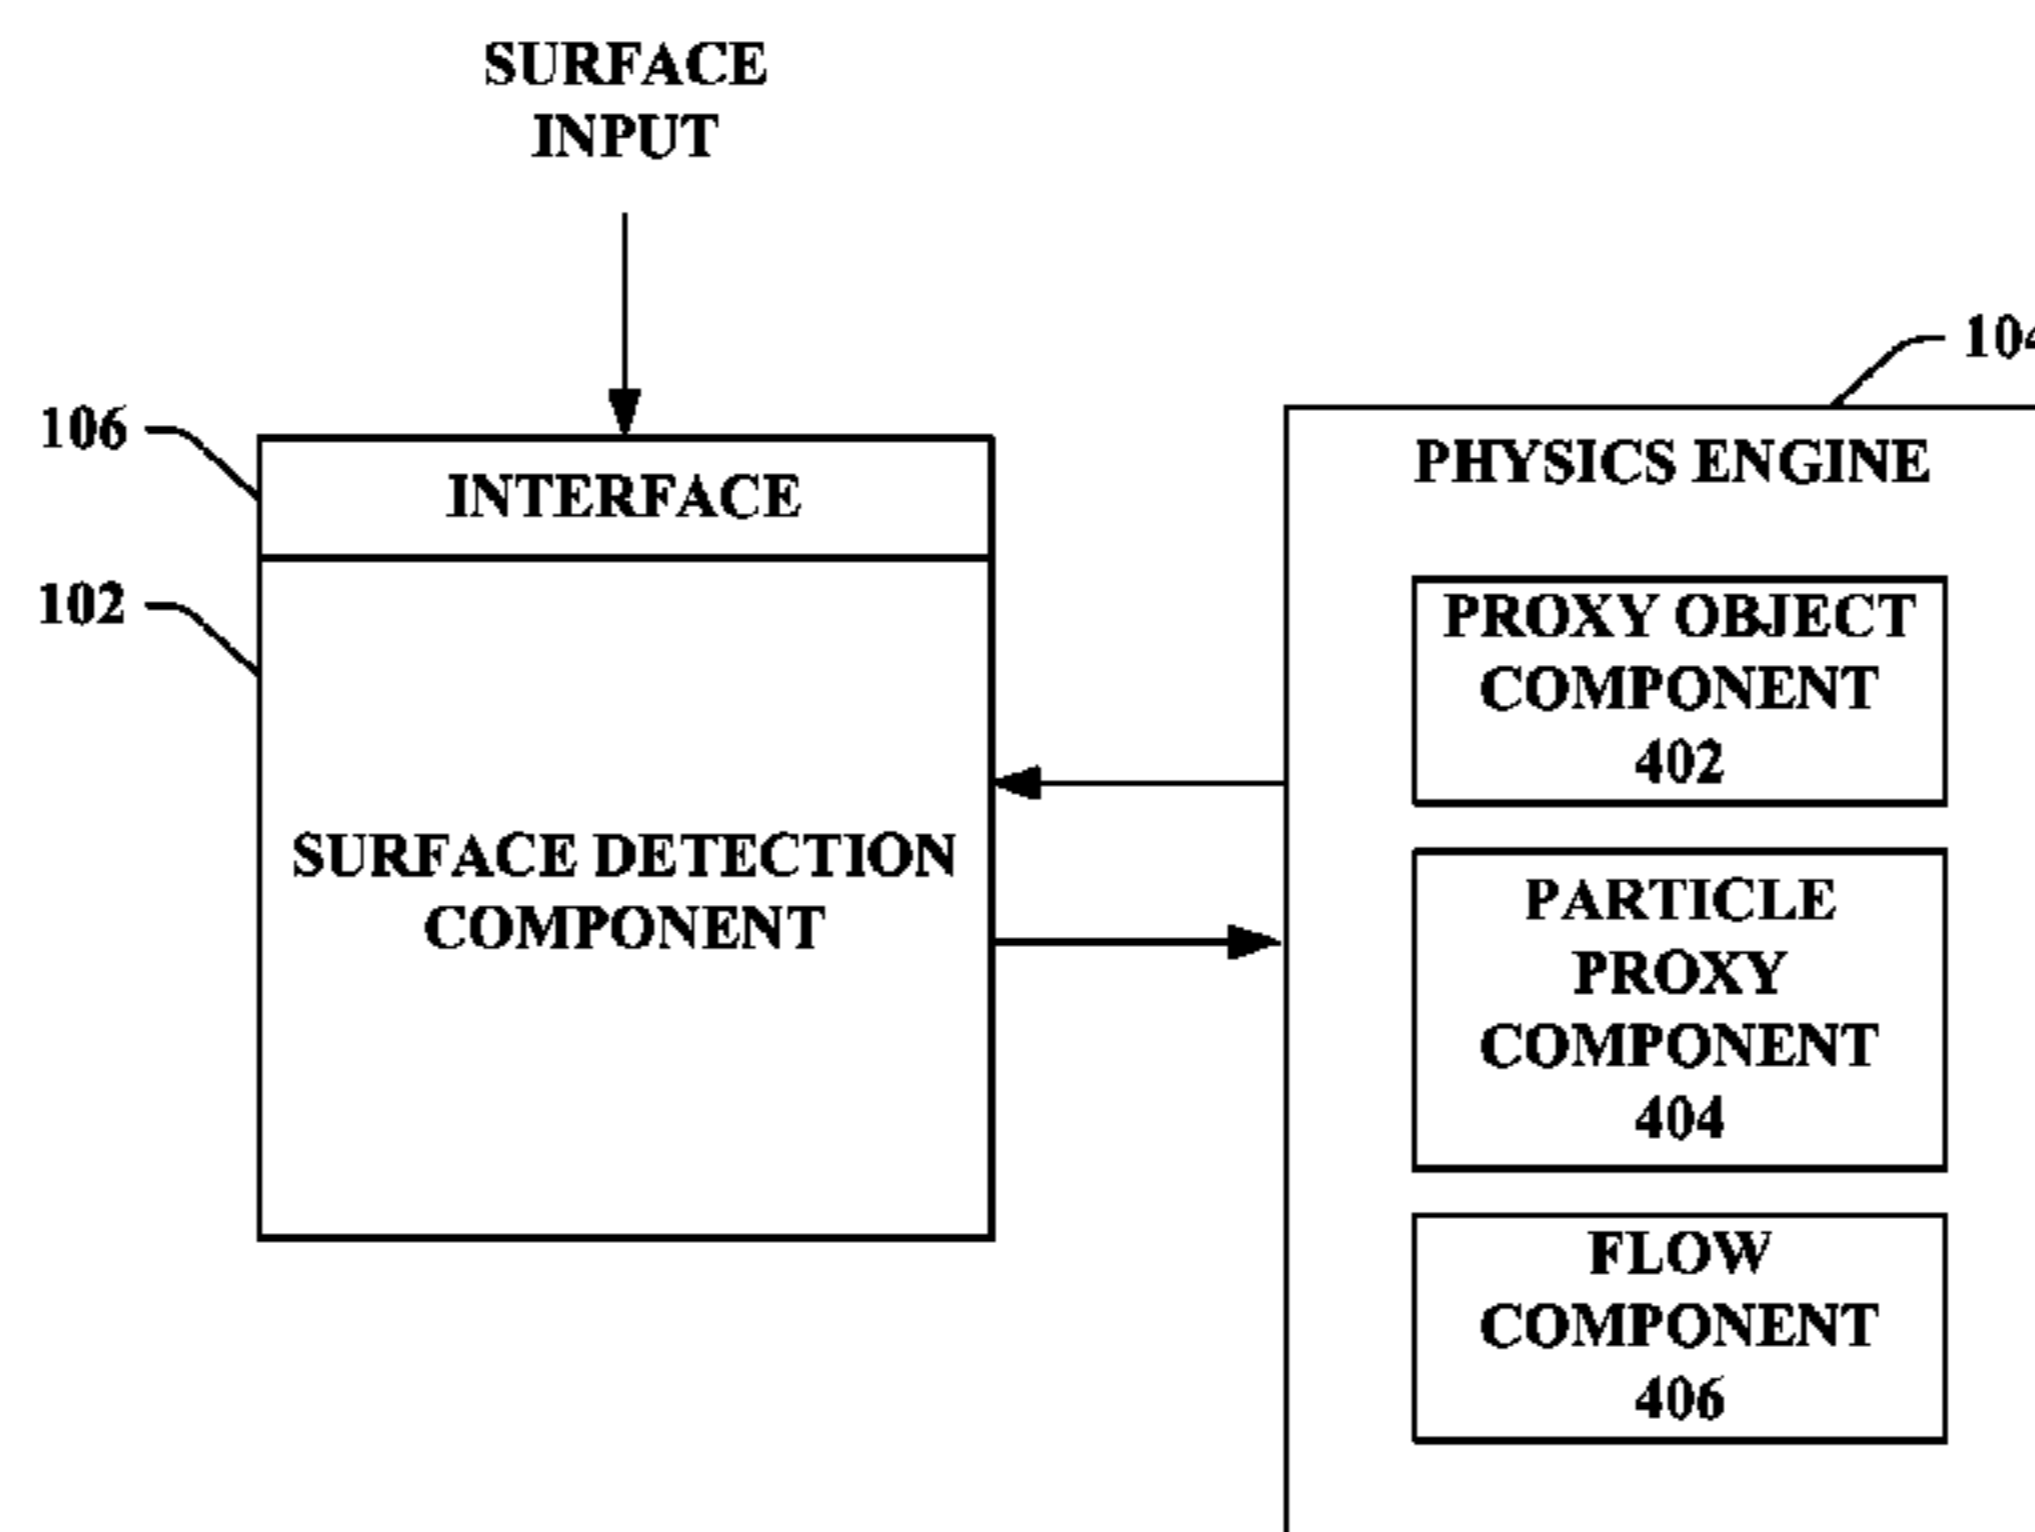 SURFACE
INPUT
104
106
INTERFACE
PHYSICS ENGINE
102
PROXY OBJECT
COMPONENT
402
SURFACE DETECTION
COMPONENT
PARTICLE
PROXY
COMPONENT
404
FLOW
COMPONENT
406